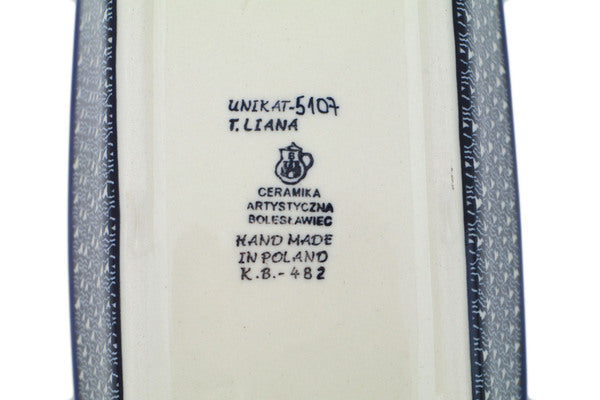 UNIKAT-5107
T. LIANA
CERAMIKA
ARTYSTYCZNA
BOLESŁAWIEC
HAND MADE
IN POLAND
K.B.-482